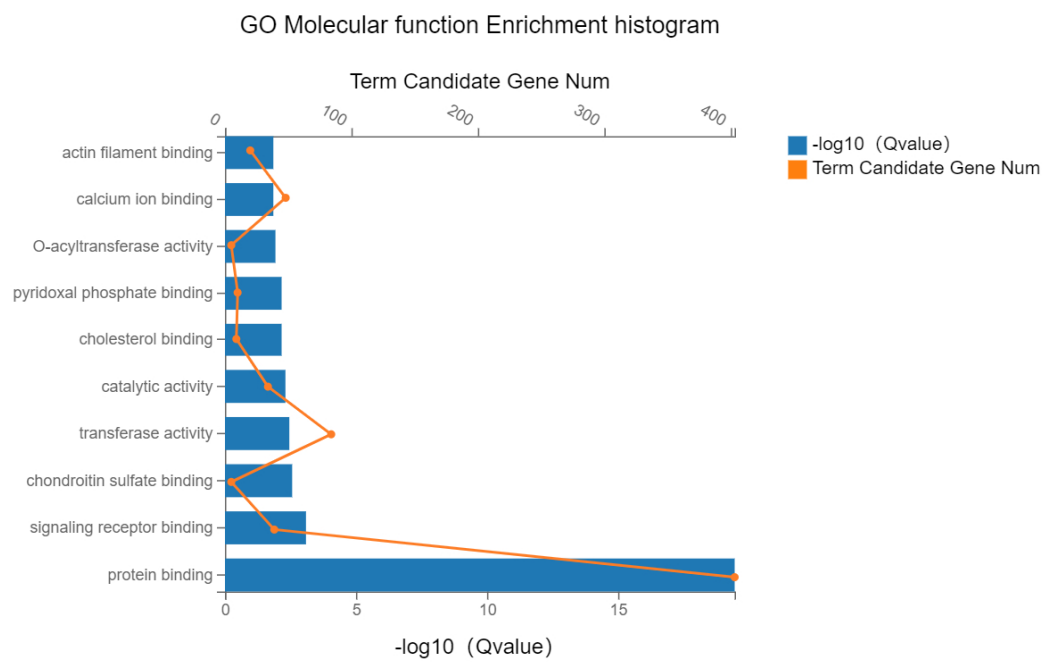 GO Molecular function Enrichment histogram
Term Candidate Gene Num
0 100 200 300 400
-log10（Qvalue）
Term Candidate Gene Num
actin filament binding
calcium ion binding
O-acyltransferase activity
pyridoxal phosphate binding
cholesterol binding
catalytic activity
transferase activity
chondroitin sulfate binding
signaling receptor binding
protein binding
0 5 10 15
-log10（Qvalue）